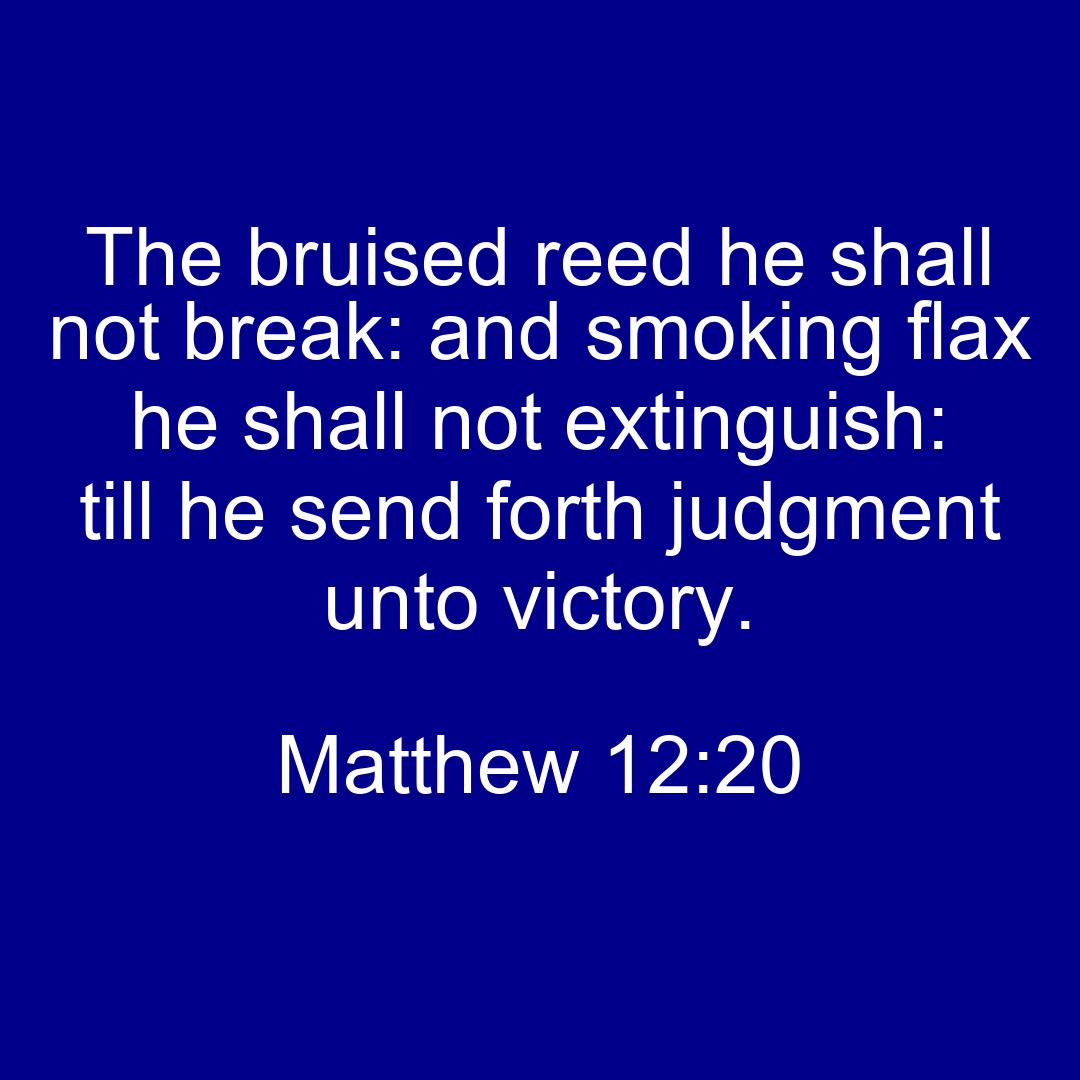 The bruised reed he shall
not break: and smoking flax
he shall not extinguish:
till he send forth judgment
unto victory.
Matthew 12:20